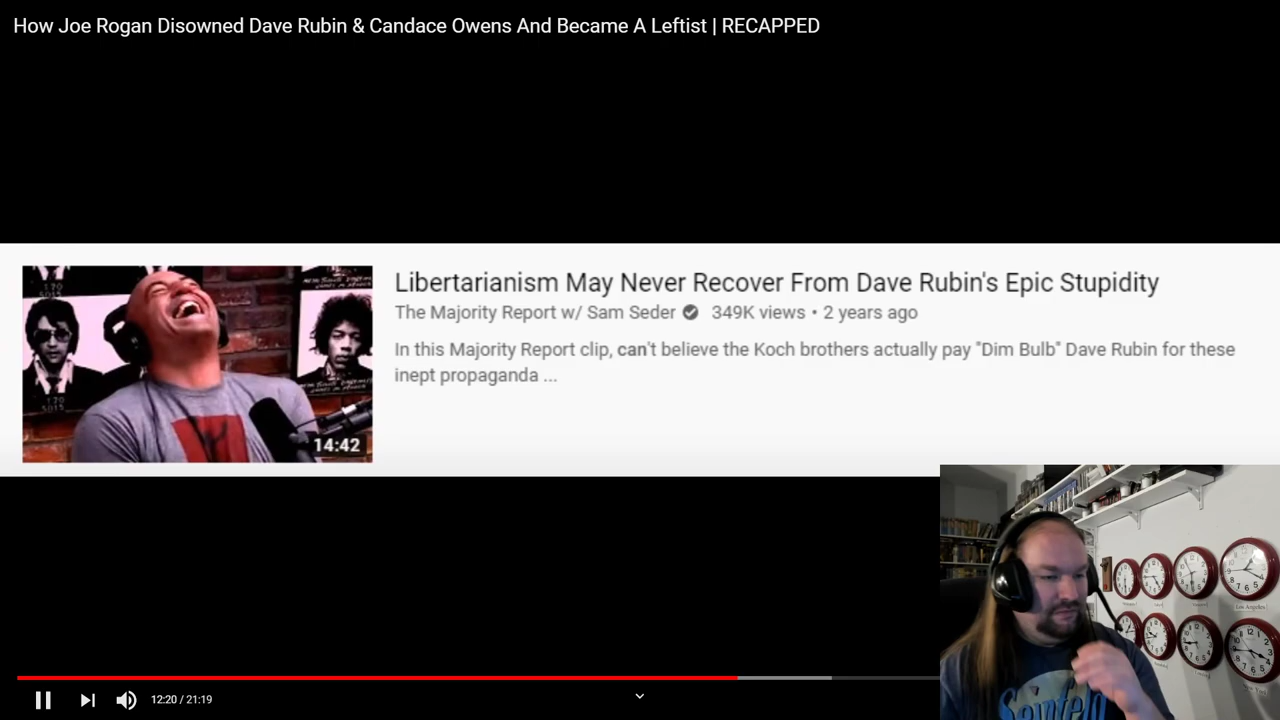 How Joe Rogan Disowned Dave Rubin & Candace Owens And Became A Leftist | RECAPPED
Libertarianism May Never Recover From Dave Rubin's Epic Stupidity
The Majority Report w/ Sam Seder 349K views • 2 years ago
In this Majority Report clip, can't believe the Koch brothers actually pay "Dim Bulb" Dave Rubin for these
inept propaganda ...
14:42
Los Angeles
Seinfeld
12:20 / 21:19